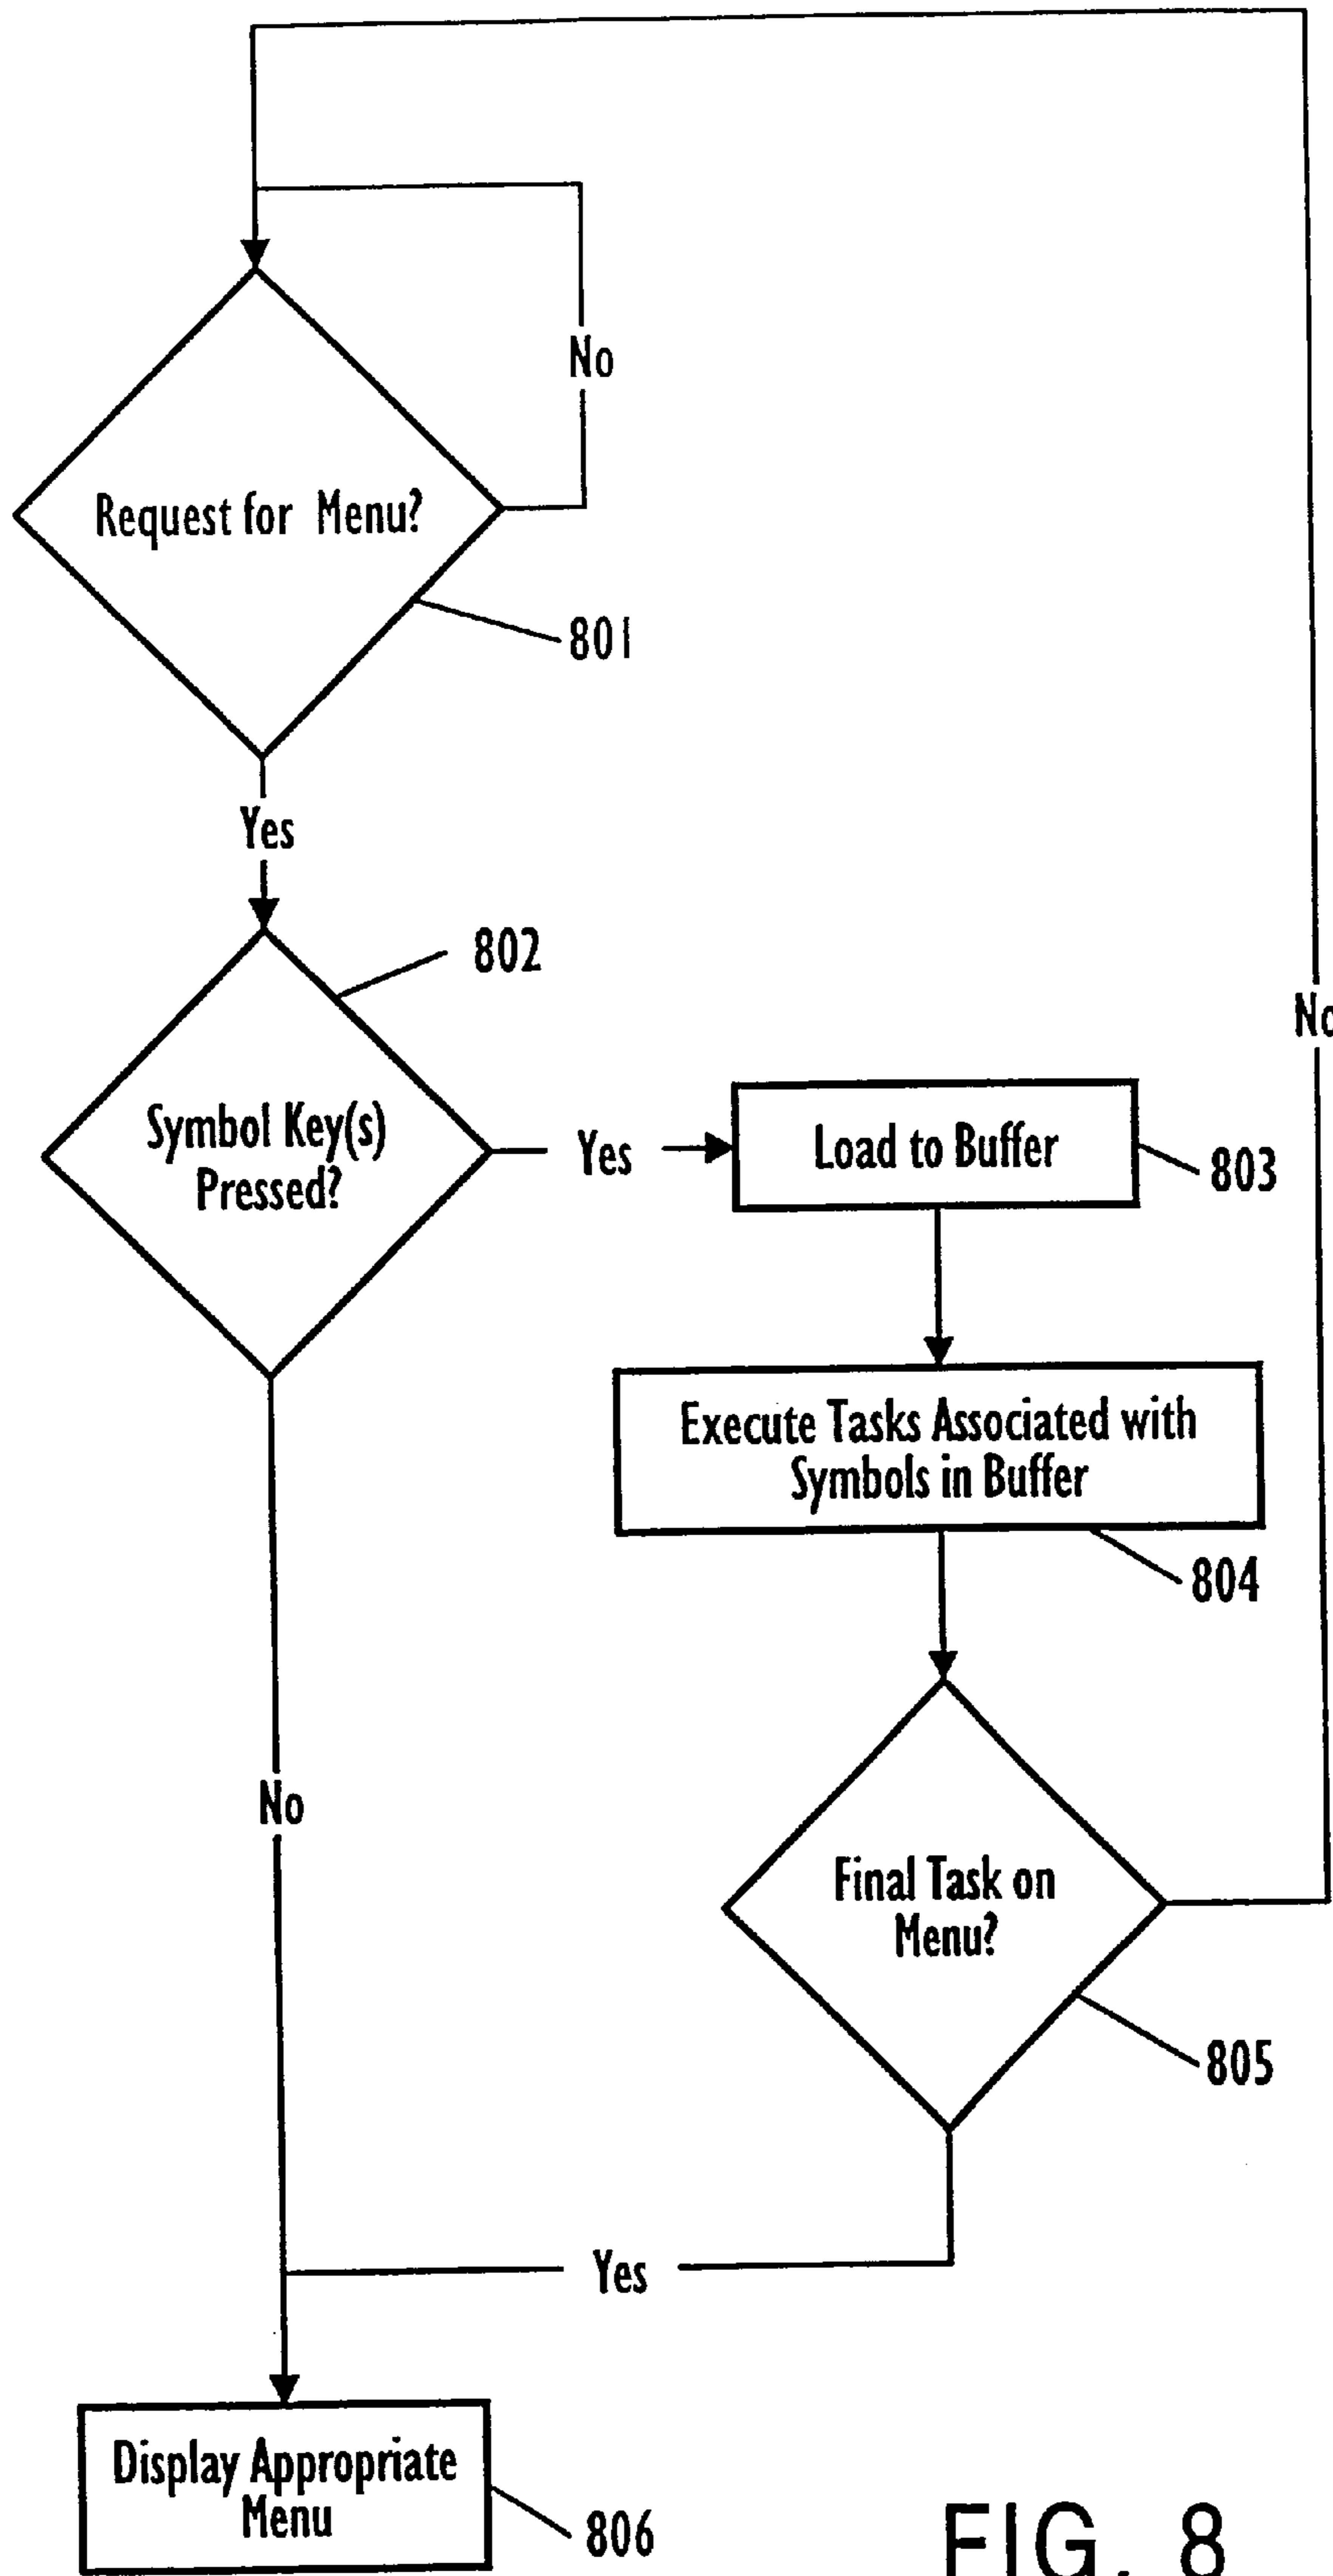 No
Request for Menu?
801
Yes
802
Symbol Key(s)
Pressed?
Yes
Load to Buffer
803
No
Execute Tasks Associated with
Symbols in Buffer
804
No
Final Task on
Menu?
805
Yes
Display Appropriate
Menu
806
FIG. 8